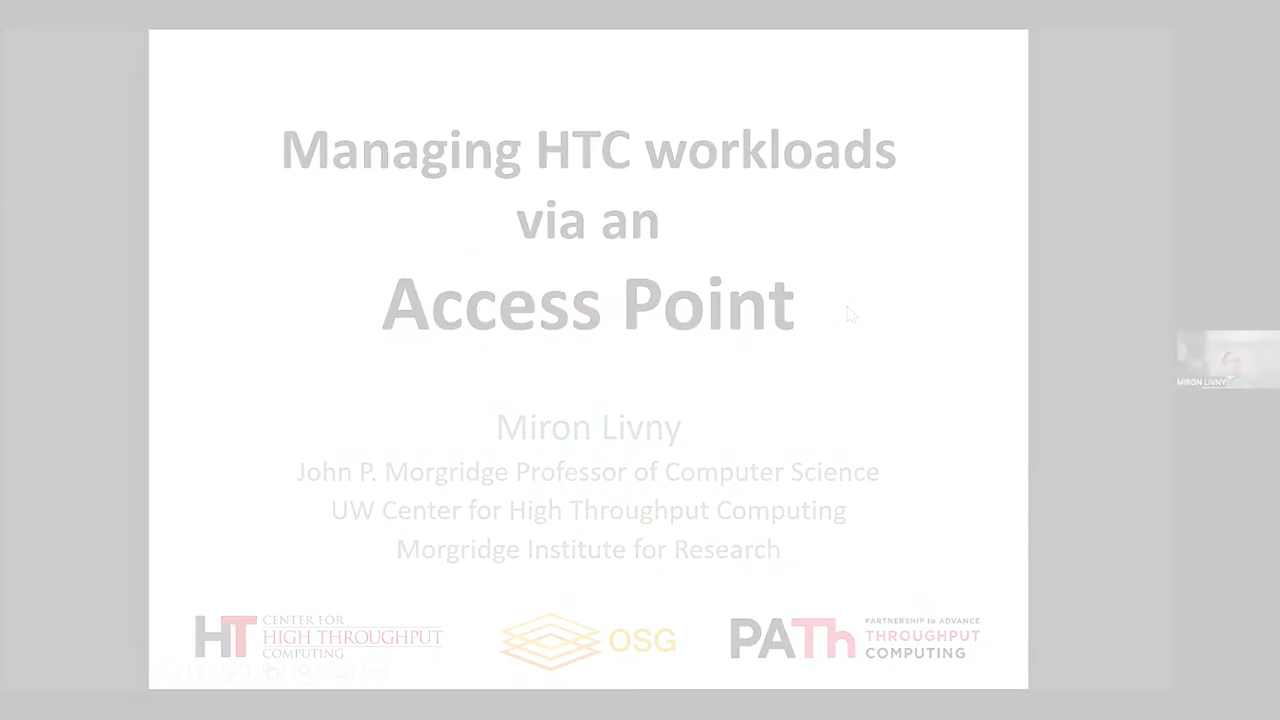 Managing HTC workloads
via an
Access Point
MIRON LIVNY
Miron Livny
John P. Morgridge Professor of Computer Science
UW Center for High Throughput Computing
Morgridge Institute for Research
HT CENTER FOR
HIGH THROUGHPUT
COMPUTING
OSG
PATh PARTNERSHIP to ADVANCE
THROUGHPUT
COMPUTING